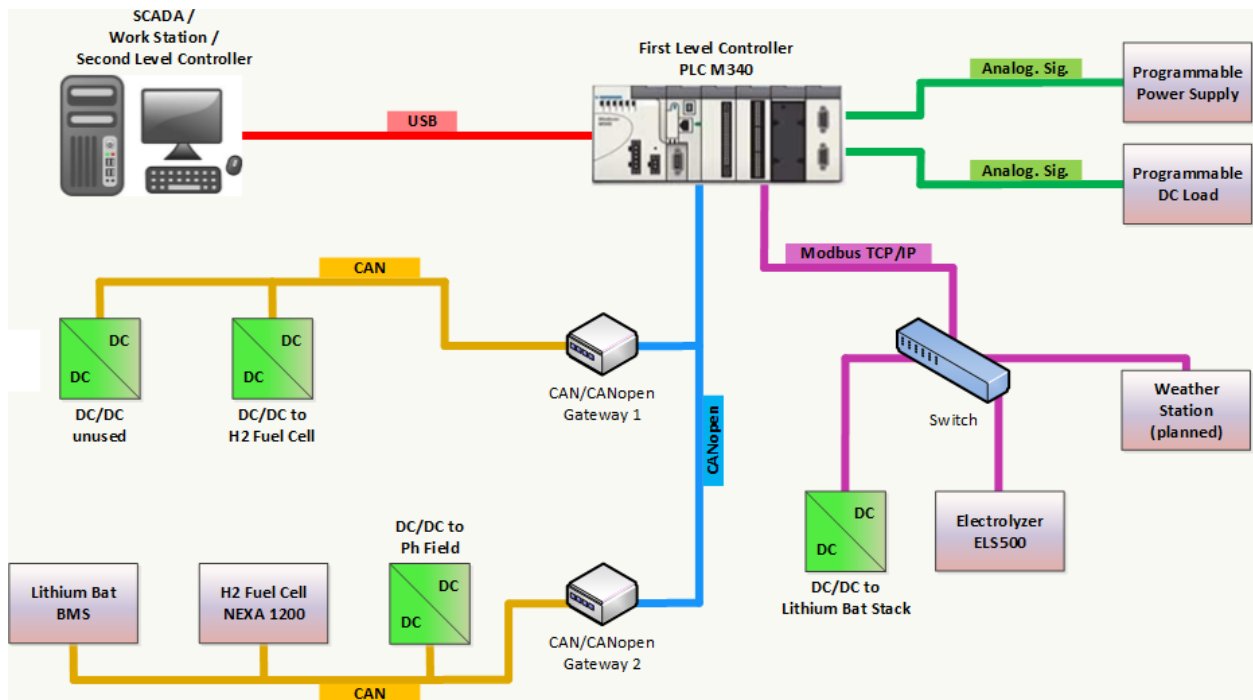 SCADA /
Work Station /
Second Level Controller
First Level Controller
PLC M340
USB
Analog. Sig.
Programmable
Power Supply
Analog. Sig.
Programmable
DC Load
Modbus TCP/IP
CAN
DC
DC
DC/DC
unused
DC
DC
DC/DC to
H2 Fuel Cell
CAN/CANopen
Gateway 1
CANopen
Switch
Weather
Station
(planned)
DC
DC
DC/DC to
Lithium Bat Stack
Electrolyzer
ELS500
Lithium Bat
BMS
H2 Fuel Cell
NEXA 1200
DC/DC to
Ph Field
DC
DC
CAN/CANopen
Gateway 2
CAN